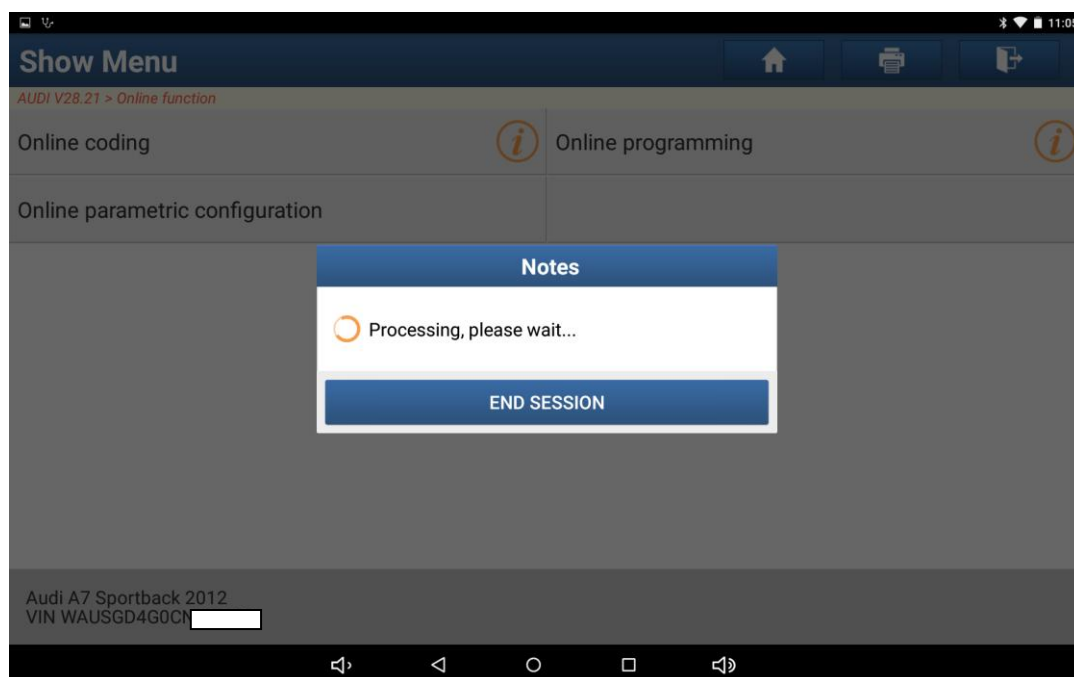 11:05
Show Menu
AUDI V28.21 > Online function
Online coding
Online programming
Online parametric configuration
Notes
Processing, please wait...
END SESSION
Audi A7 Sportback 2012
VIN WAUSGD4G0CN